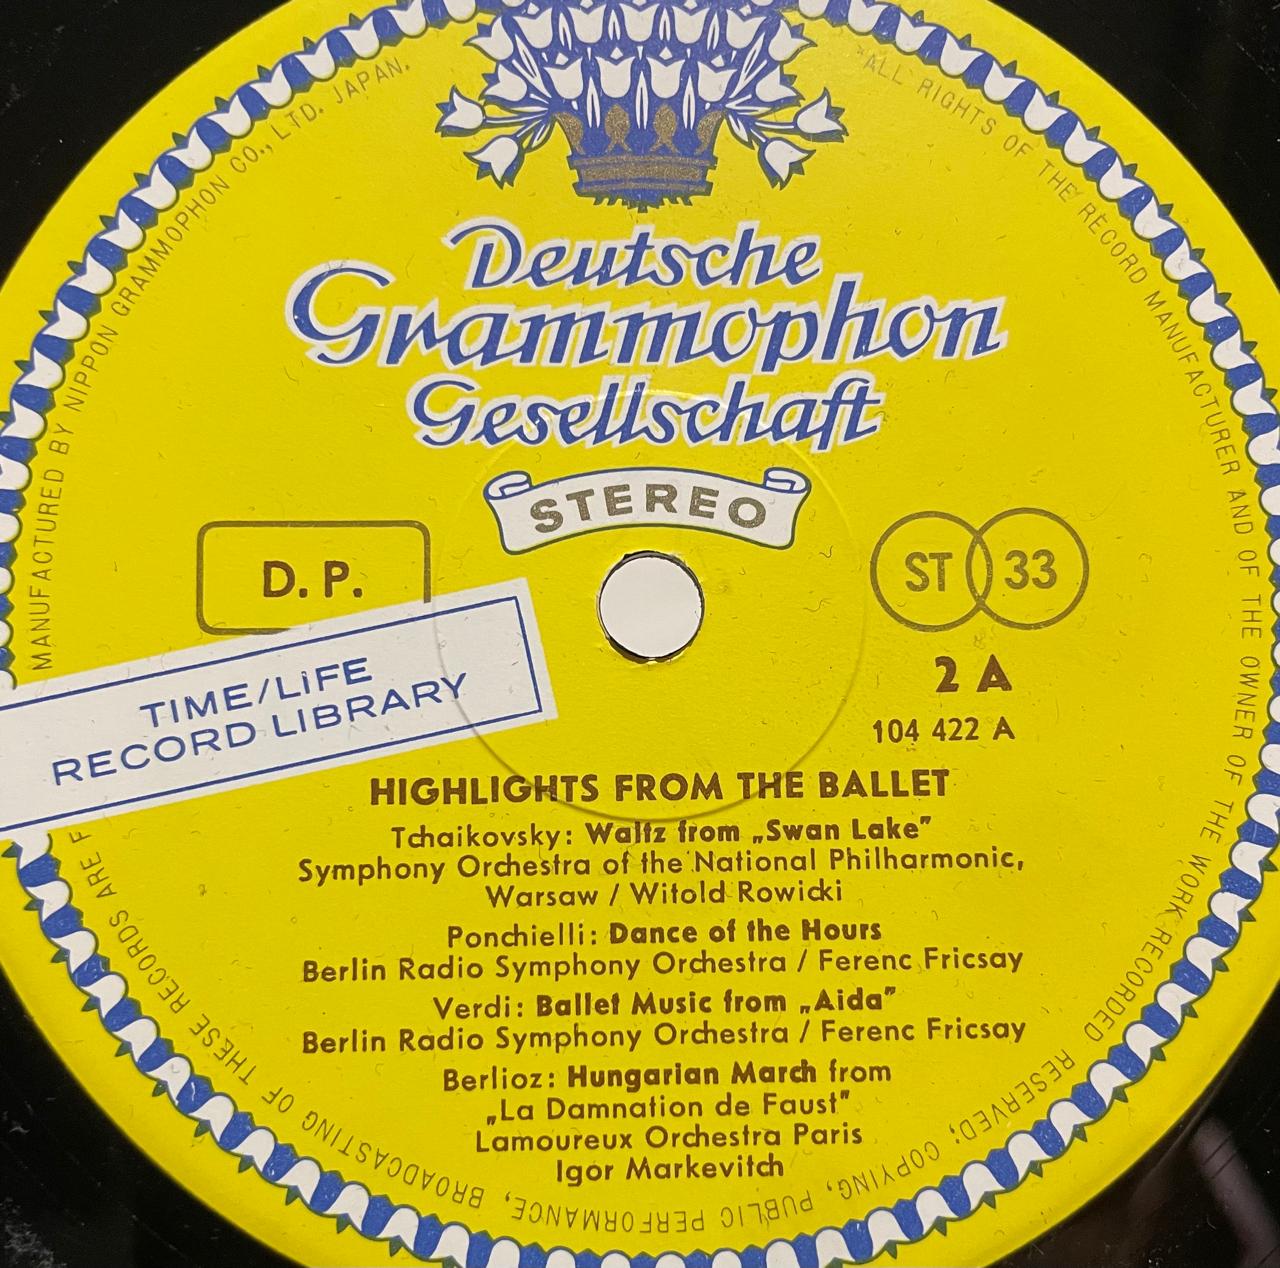 Deutsche
Grammophon
Gesellschaft
STEREO
D. P.
ST 33
TIME/LIFE
RECORD LIBRARY
2 A
104 422 A
HIGHLIGHTS FROM THE BALLET
Tchaikovsky: Waltz from „Swan Lake”
Symphony Orchestra of the National Philharmonic,
Warsaw / Witold Rowicki
Ponchielli: Dance of the Hours
Berlin Radio Symphony Orchestra / Ferenc Fricsay
Verdi: Ballet Music from „Aida”
Berlin Radio Symphony Orchestra / Ferenc Fricsay
Berlioz: Hungarian March from
„La Damnation de Faust”
Lamoureux Orchestra Paris
Igor Markevitch
MANUFACTURED BY NIPPON GRAMMOPHON CO., LTD. JAPAN.
ALL RIGHTS OF THE RECORD MANUFACTURER AND OF THE OWNER OF THE WORK RECORDED RESERVED; COPYING, PUBLIC PERFORMANCE, BROADCASTING OF THESE RECORDS ARE